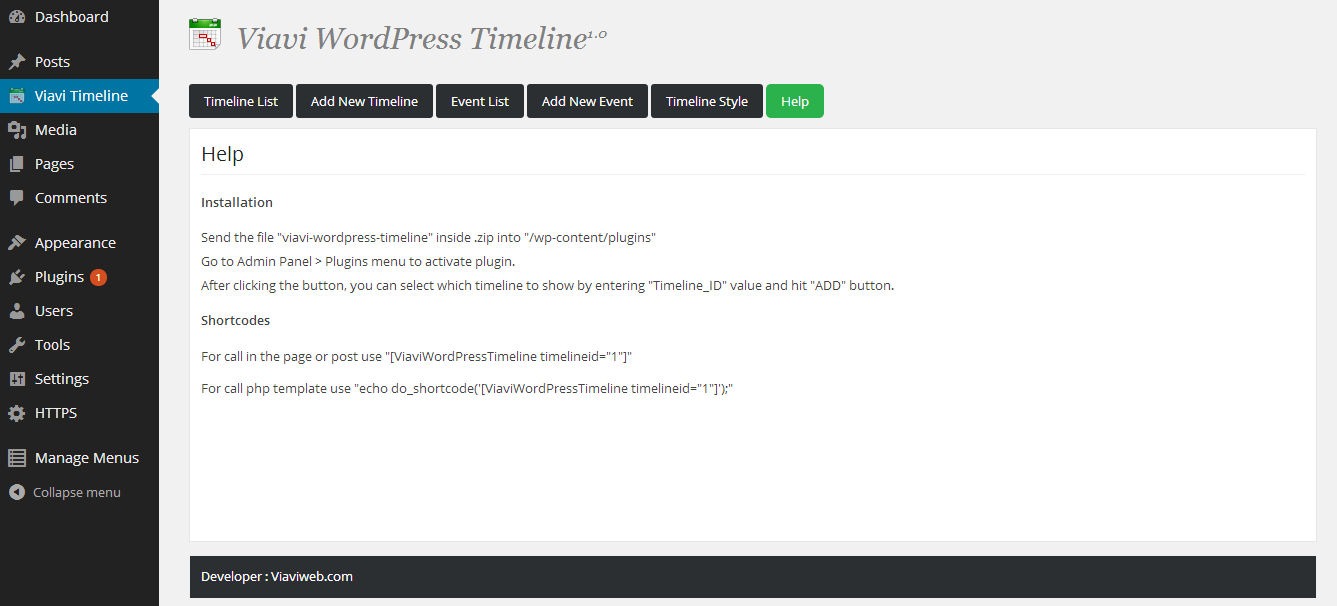 Dashboard
Posts
Viavi Timeline
Media
Pages
Comments
Appearance
Plugins 1
Users
Tools
Settings
HTTPS
Manage Menus
Collapse menu
Viavi WordPress Timeline1.0
Timeline List Add New Timeline Event List Add New Event Timeline Style Help
Help
Installation
Send the file "viavi-wordpress-timeline" inside .zip into "/wp-content/plugins"
Go to Admin Panel > Plugins menu to activate plugin.
After clicking the button, you can select which timeline to show by entering "Timeline_ID" value and hit "ADD" button.
Shortcodes
For call in the page or post use "[ViaviWordPressTimeline timelineid="1"]"
For call php template use "echo do_shortcode('[ViaviWordPressTimeline timelineid="1"]');"
Developer : Viaviweb.com